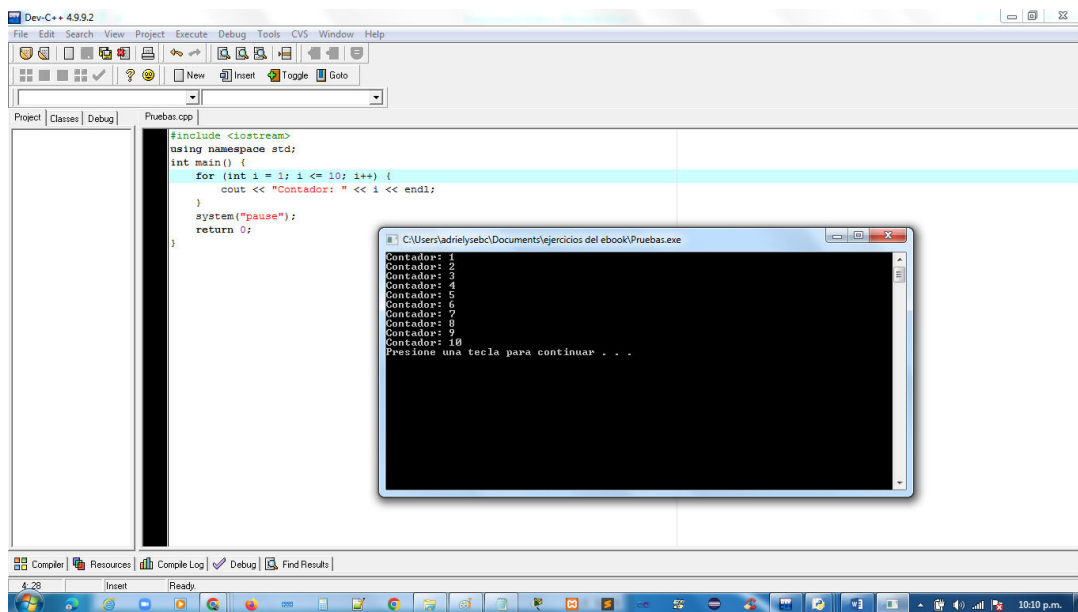 Dev-C++ 4.9.9.2
File Edit Search View Project Execute Debug Tools CVS Window Help
New Insert Toggle Goto
Project Classes Debug Pruebas.cpp
#include <iostream>
using namespace std;
int main() {
for (int i = 1; i <= 10; i++) {
cout << "Contador: " << i << endl;
}
system("pause");
return 0;
}
C:\Users\adrielysebc\Documents\ejercicios del ebook\Pruebas.exe
Contador: 1
Contador: 2
Contador: 3
Contador: 4
Contador: 5
Contador: 6
Contador: 7
Contador: 8
Contador: 9
Contador: 10
Presione una tecla para continuar . . .
Compiler Resources Compile Log Debug Find Results
4: 28 Insert Ready.
10:10 p.m.